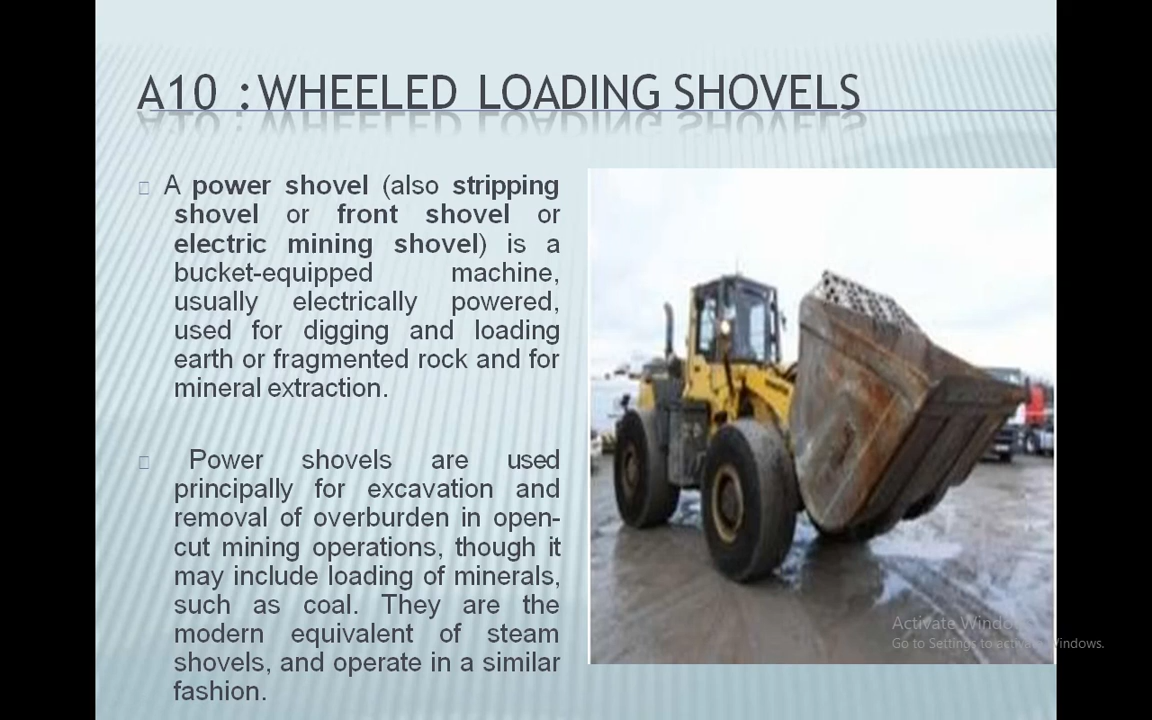 A10 : WHEELED LOADING SHOVELS
A power shovel (also stripping
shovel or front shovel or
electric mining shovel) is a
bucket-equipped machine,
usually electrically powered,
used for digging and loading
earth or fragmented rock and for
mineral extraction.
Power shovels are used
principally for excavation and
removal of overburden in open-
cut mining operations, though it
may include loading of minerals,
such as coal. They are the
modern equivalent of steam
shovels, and operate in a similar
fashion.
Activate Windows
Go to Settings to activate Windows.